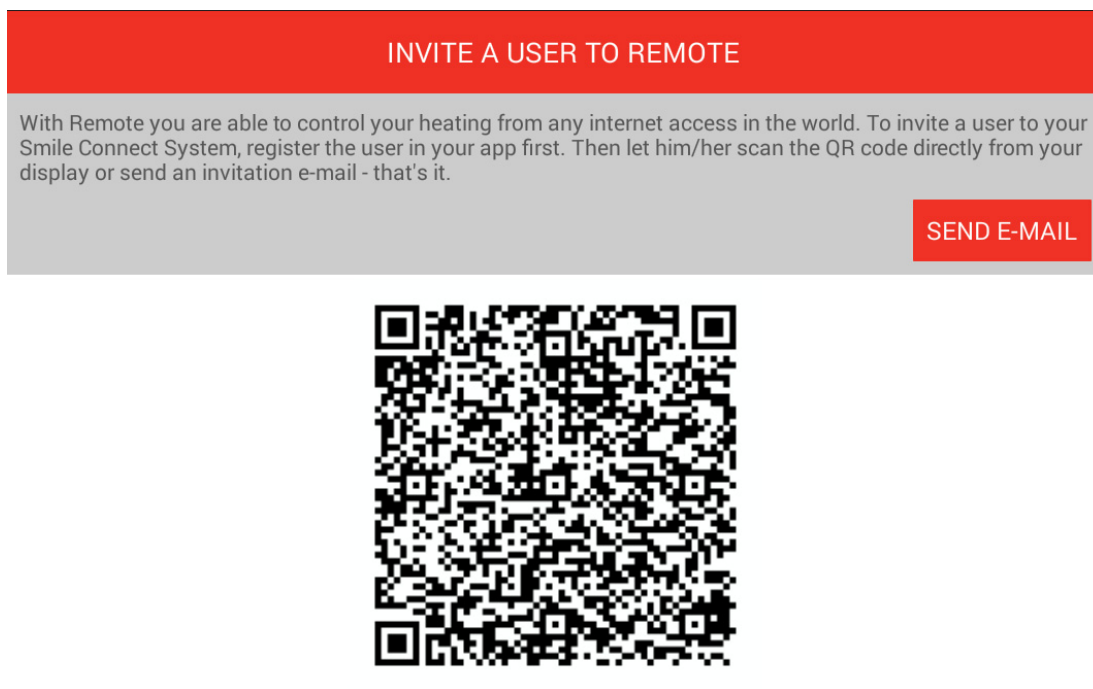 INVITE A USER TO REMOTE
With Remote you are able to control your heating from any internet access in the world. To invite a user to your
Smile Connect System, register the user in your app first. Then let him/her scan the QR code directly from your
display or send an invitation e-mail - that's it.
SEND E-MAIL